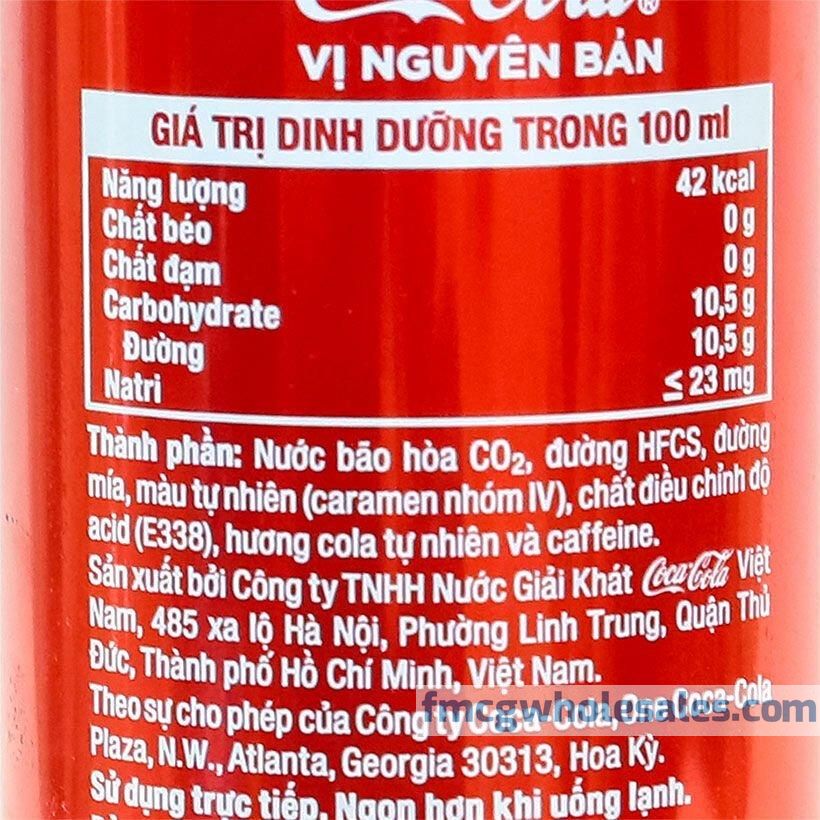 Cola®
VỊ NGUYÊN BẢN
GIÁ TRỊ DINH DƯỠNG TRONG 100 ml
Năng lượng 42 kcal
Chất béo 0 g
Chất đạm 0 g
Carbohydrate 10,5 g
Đường 10,5 g
Natri ≤ 23 mg
Thành phần: Nước bão hòa CO₂, đường HFCS, đường
mía, màu tự nhiên (caramen nhóm IV), chất điều chỉnh độ
acid (E338), hương cola tự nhiên và caffeine.
Sản xuất bởi Công ty TNHH Nước Giải Khát Coca-Cola Việt
Nam, 485 xa lộ Hà Nội, Phường Linh Trung, Quận Thủ
Đức, Thành phố Hồ Chí Minh, Việt Nam.
Theo sự cho phép của Công ty Coca-Cola, One Coca-Cola
fmcgwholesales.com
Plaza, N.W., Atlanta, Georgia 30313, Hoa Kỳ.
Sử dụng trực tiếp. Ngon hơn khi uống lạnh.